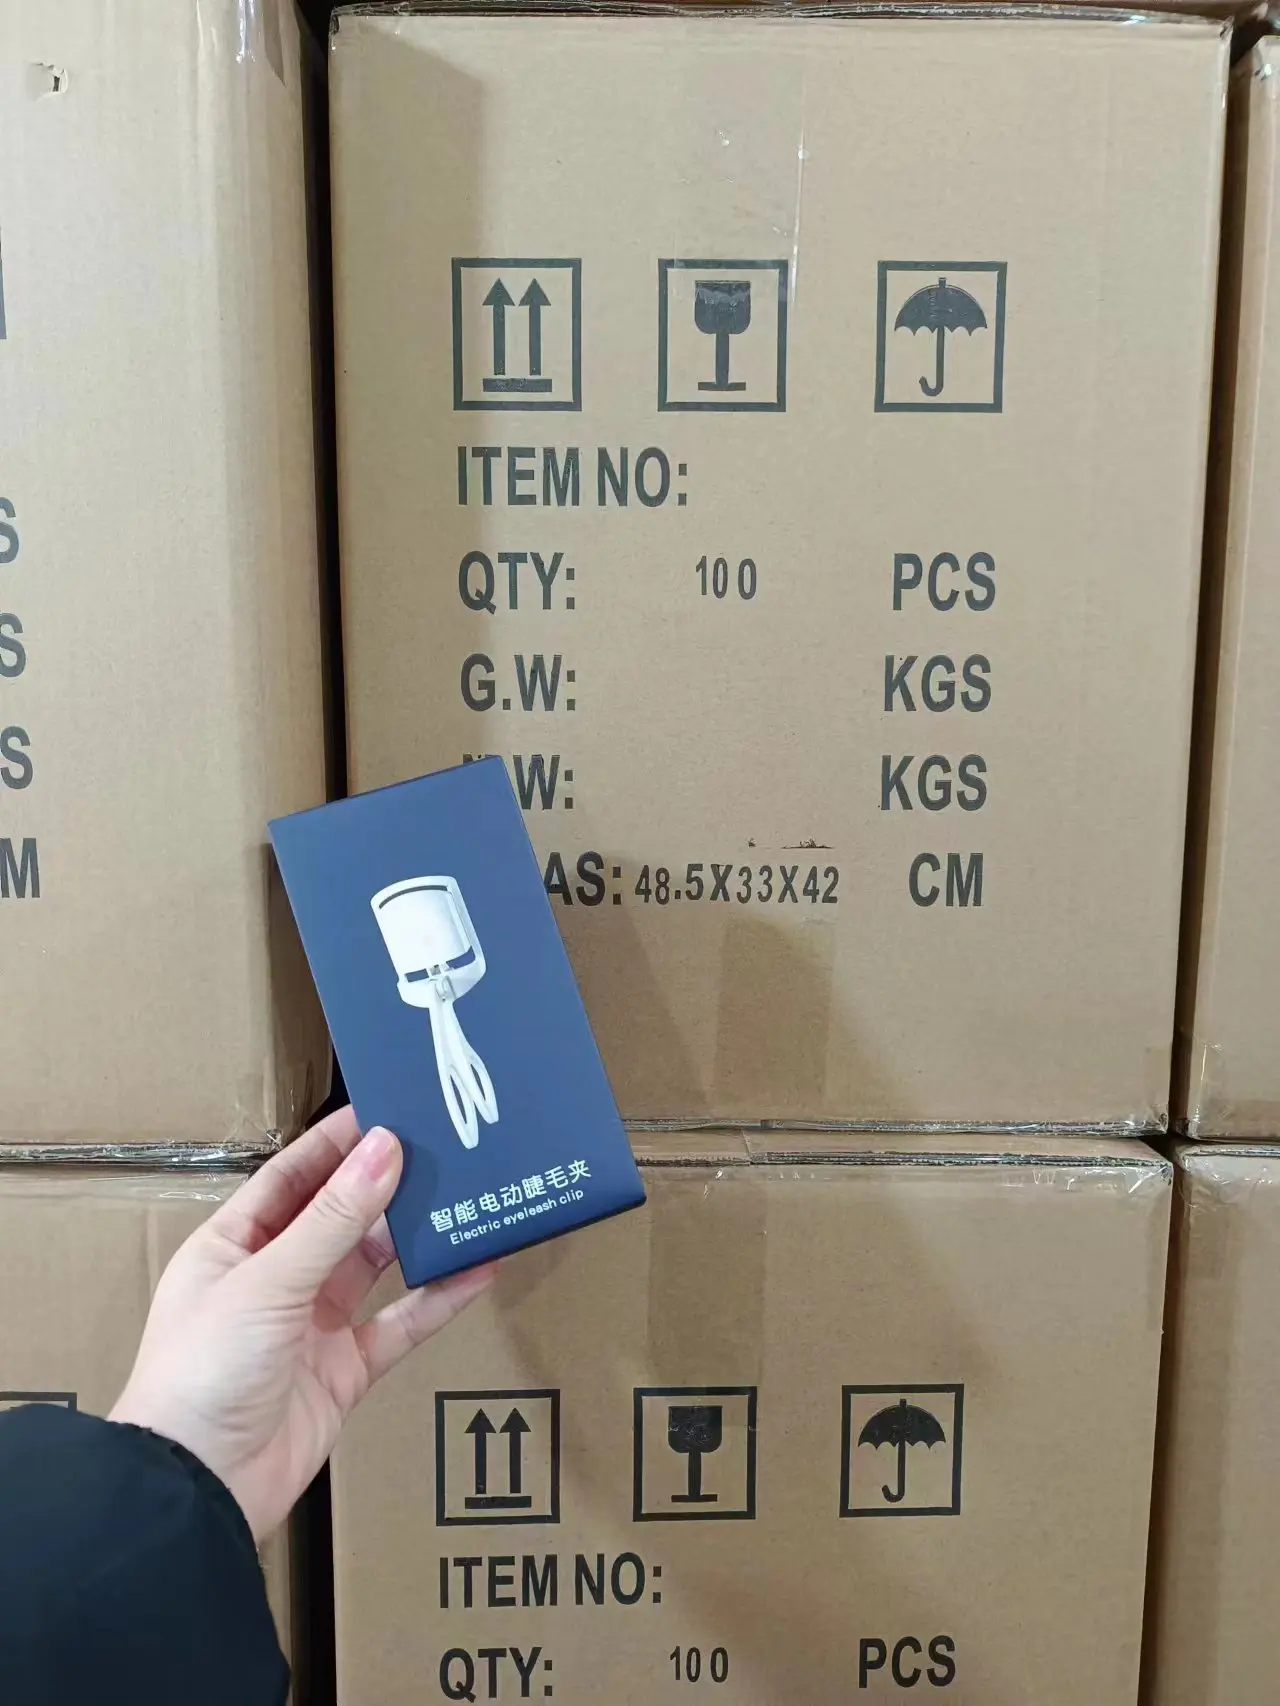 ITEM NO:
QTY: 100 PCS
G.W: KGS
W: KGS
AS: 48.5X33X42 CM
智能电动睫毛夹
Electric eyelash clip
ITEM NO:
QTY: 100 PCS
S
S
S
M